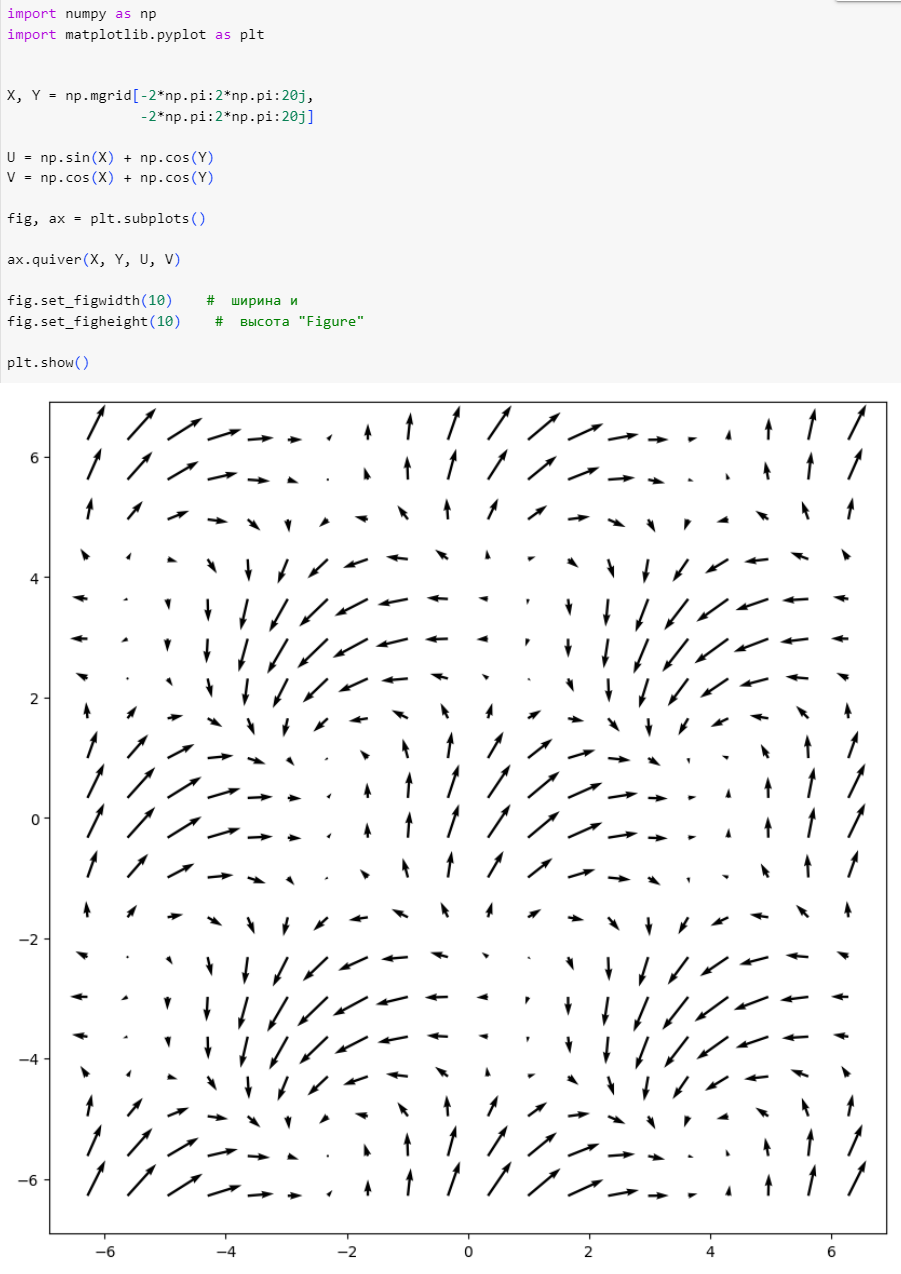 import numpy as np
import matplotlib.pyplot as plt
X, Y = np.mgrid[-2*np.pi:2*np.pi:20j,
-2*np.pi:2*np.pi:20j]
U = np.sin(X) + np.cos(Y)
V = np.cos(X) + np.cos(Y)
fig, ax = plt.subplots()
ax.quiver(X, Y, U, V)
fig.set_figwidth(10)    #  ширина и
fig.set_figheight(10)    #  высота "Figure"
plt.show()
6
4
2
0
−2
−4
−6
−6 −4 −2 0 2 4 6